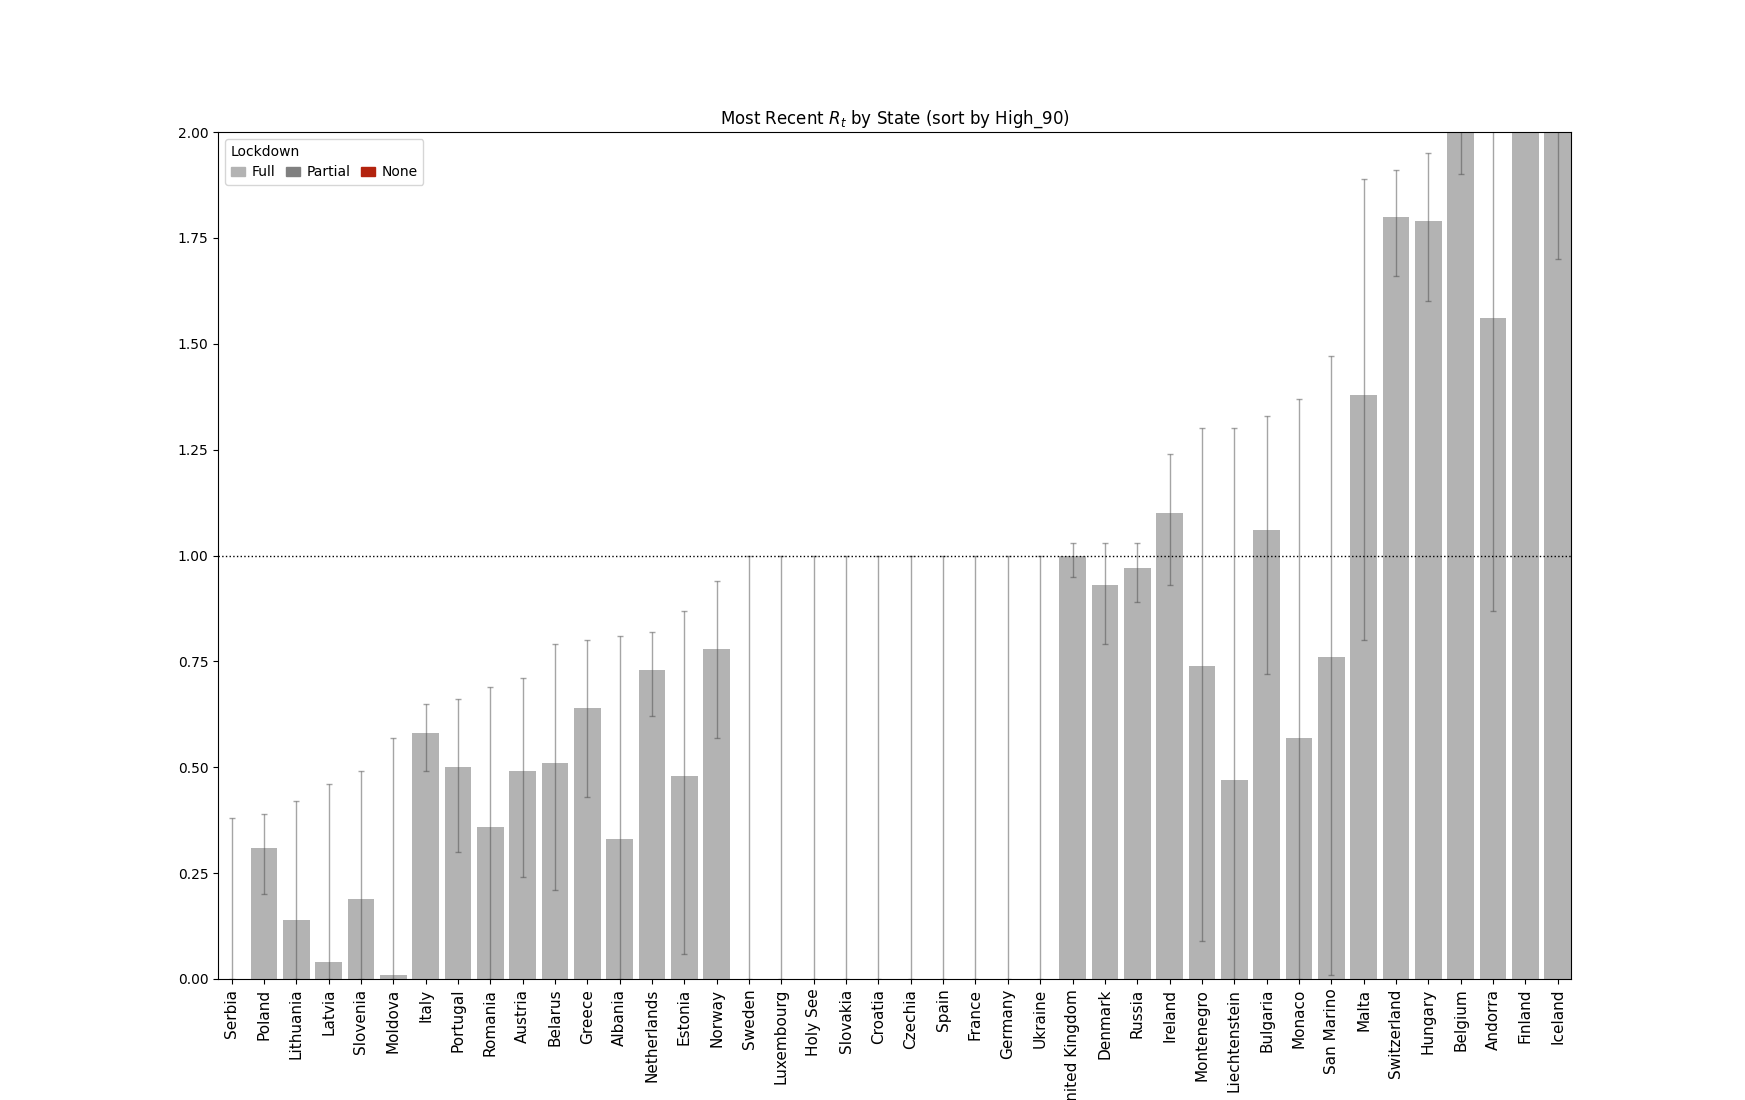 Most Recent R_t by State (sort by High_90)
Lockdown
Full Partial None
2.00
1.75
1.50
1.25
1.00
0.75
0.50
0.25
0.00
Serbia
Poland
Lithuania
Latvia
Slovenia
Moldova
Italy
Portugal
Romania
Austria
Belarus
Greece
Albania
Netherlands
Estonia
Norway
Sweden
Luxembourg
Holy See
Slovakia
Croatia
Czechia
Spain
France
Germany
Ukraine
nited Kingdom
Denmark
Russia
Ireland
Montenegro
Liechtenstein
Bulgaria
Monaco
San Marino
Malta
Switzerland
Hungary
Belgium
Andorra
Finland
Iceland